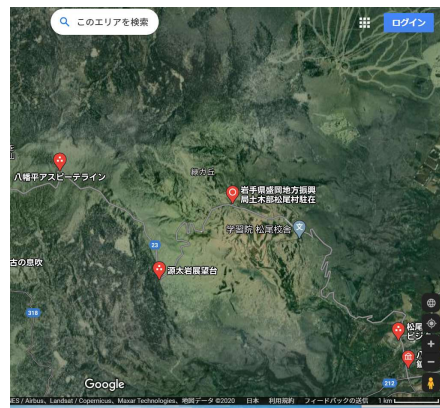 このエリアを検索
ログイン
八幡平アスピーテライン
緑ガ丘
岩手県盛岡地方振興
局土木部松尾村駐在
学習院 松尾校舎
文
23
古の息吹
源太岩展望台
318
松尾
ビジ
八
212
Google
Airbus、Landsat / Copernicus、Maxar Technologies、地図データ ©2020 日本 利用規約 フィードバックの送信 1 km